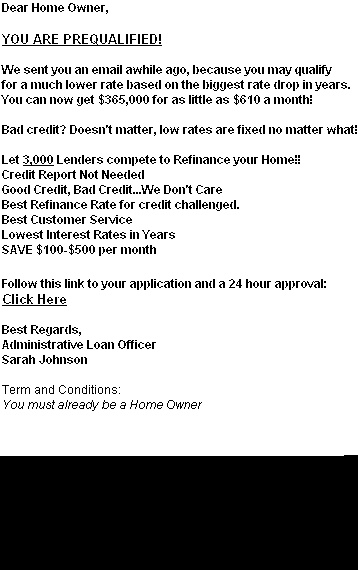 Dear Home Owner,
YOU ARE PREQUALIFIED!
We sent you an email awhile ago, because you may qualify
for a much lower rate based on the biggest rate drop in years.
You can now get $365,000 for as little as $610 a month!
Bad credit? Doesn't matter, low rates are fixed no matter what!
Let 3,000 Lenders compete to Refinance your Home!!
Credit Report Not Needed
Good Credit, Bad Credit...We Don't Care
Best Refinance Rate for credit challenged.
Best Customer Service
Lowest Interest Rates in Years
SAVE $100-$500 per month
Follow this link to your application and a 24 hour approval:
Click Here
Best Regards,
Administrative Loan Officer
Sarah Johnson
Term and Conditions:
You must already be a Home Owner